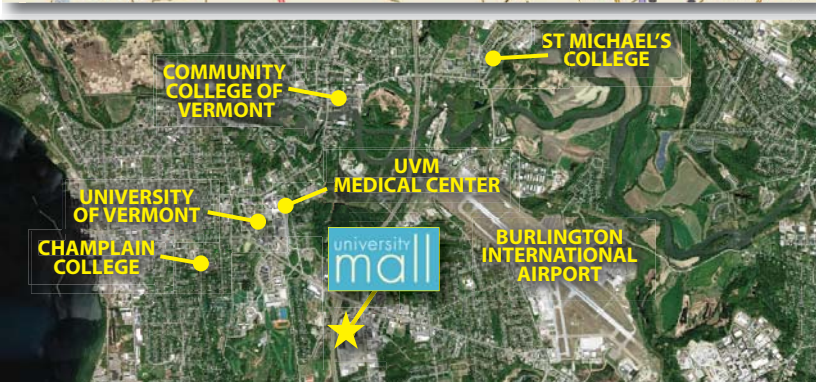 ST MICHAEL'S
COLLEGE
COMMUNITY
COLLEGE OF
VERMONT
UVM
MEDICAL CENTER
UNIVERSITY
OF VERMONT
CHAMPLAIN
COLLEGE
university
mall
BURLINGTON
INTERNATIONAL
AIRPORT